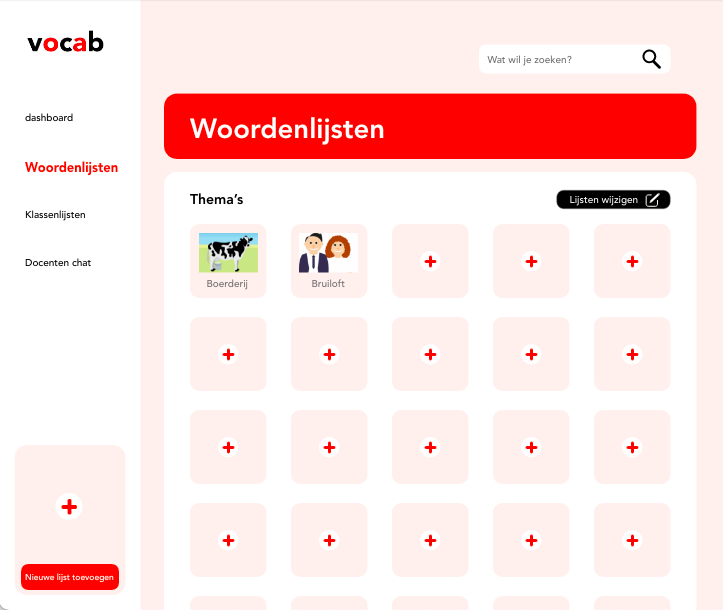 vocab
Wat wil je zoeken?
dashboard
Woordenlijsten
Klassenlijsten
Docenten chat
Nieuwe lijst toevoegen
Woordenlijsten
Thema's
Lijsten wijzigen
Boerderij
Bruiloft